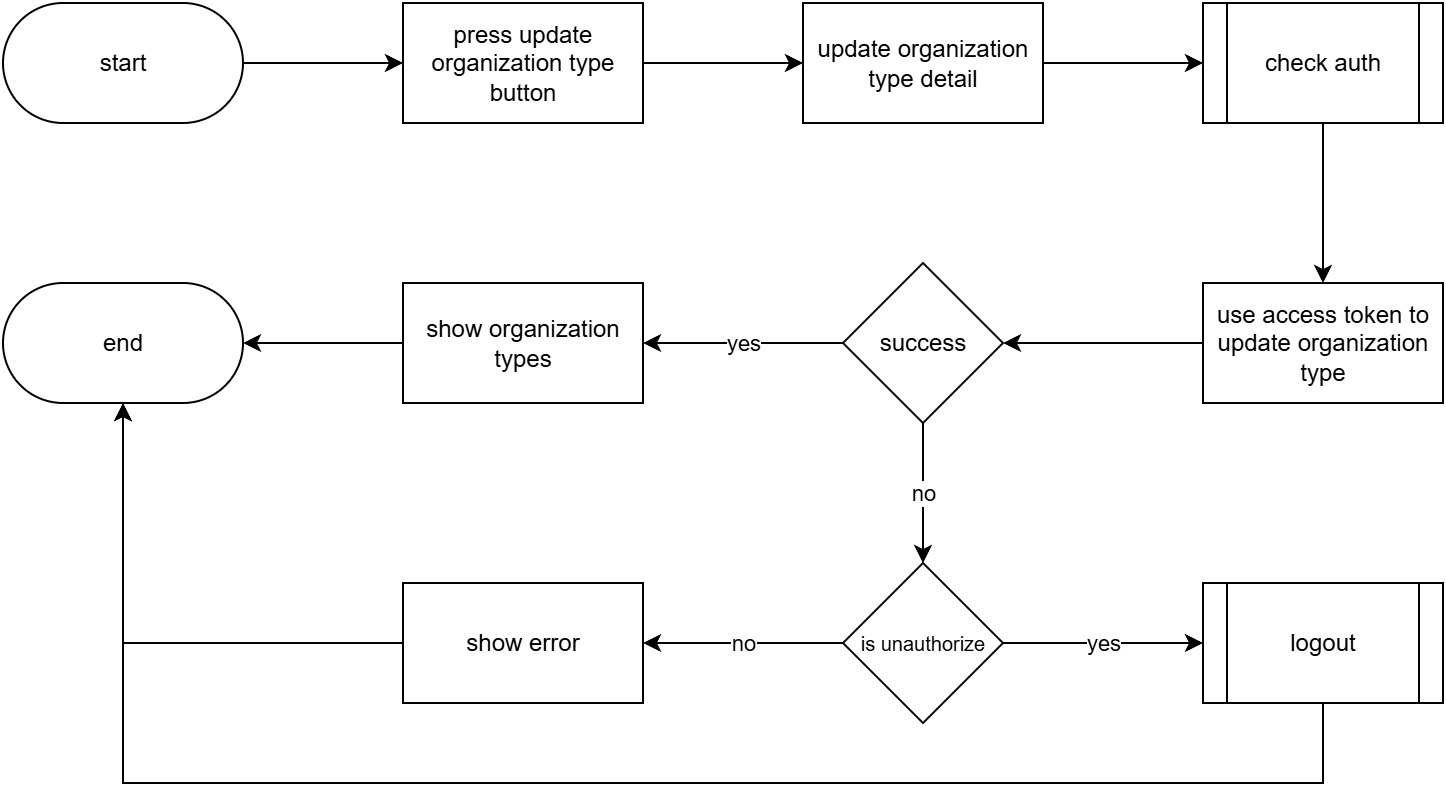 start
press update
organization type
button
update organization
type detail
check auth
end
show organization
types
yes
success
use access token to
update organization
type
no
show error
no
is unauthorize
yes
logout